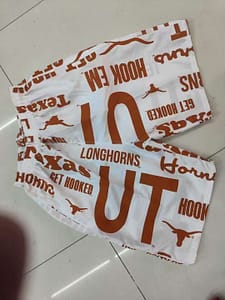 HOOK EM
GET HOOKED
Texas
Horns
UT
LONGHORNS
Texas
GET HOOKED
Horns
UT
HOOK